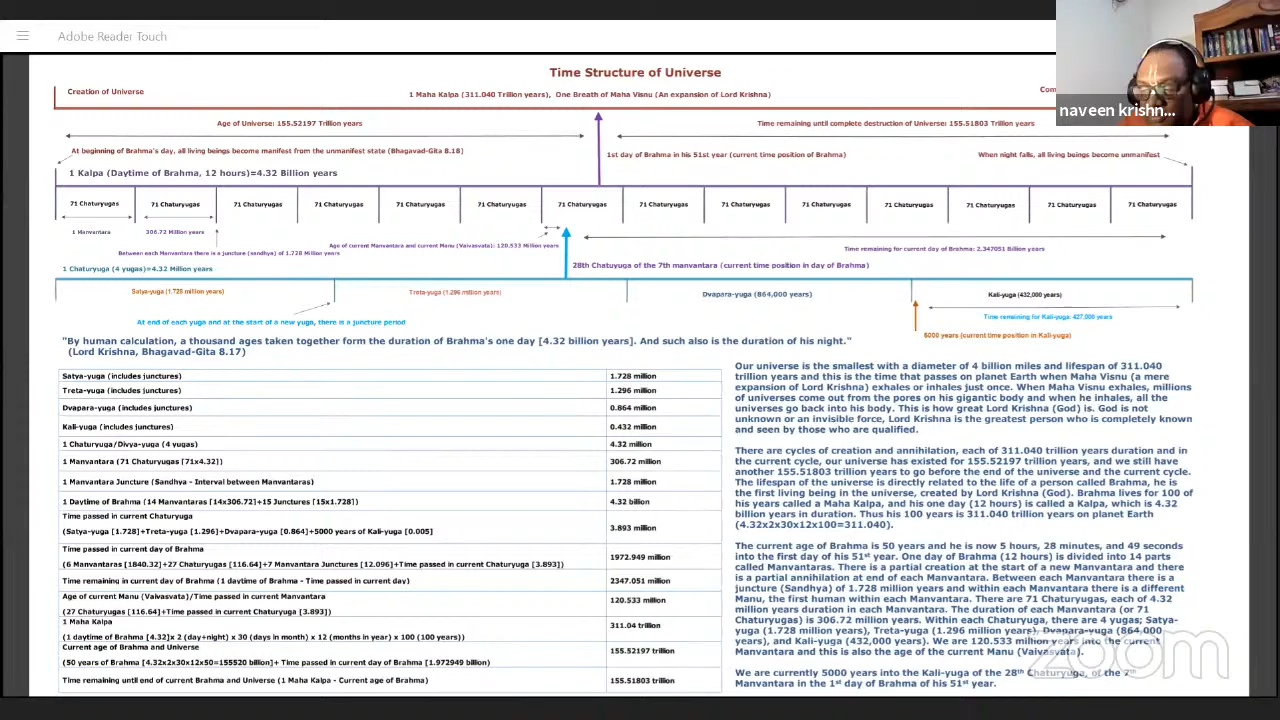 Adobe Reader Touch
naveen krishn...
Time Structure of Universe
Creation of Universe
1 Maha Kalpa (311.040 Trillion years), One Breath of Maha Visnu (An expansion of Lord Krishna)
Com
Age of Universe: 155.52197 Trillion years
Time remaining until complete destruction of Universe: 155.51803 Trillion years
At beginning of Brahma's day, all living beings become manifest from the unmanifest state (Bhagavad-Gita 8.18)
1st day of Brahma in his 51st year (current time position of Brahma)
When night falls, all living beings become unmanifest
1 Kalpa (Daytime of Brahma, 12 hours)=4.32 Billion years
71 Chaturyugas 71 Chaturyugas 71 Chaturyugas 71 Chaturyugas 71 Chaturyugas 71 Chaturyugas 71 Chaturyugas 71 Chaturyugas 71 Chaturyugas 71 Chaturyugas 71 Chaturyugas 71 Chaturyugas 71 Chaturyugas 71 Chaturyugas
1 Manvantara
306.72 Million years
Age of current Manvantara and current Manu (Vaivasvata): 120.533 Million years
Time remaining for current day of Brahma: 2.347051 Billion years
Between each Manvantara there is a juncture (sandhya) of 1.728 Million years
1 Chaturyuga (4 yugas)=4.32 Million years
28th Chatuyuga of the 7th manvantara (current time position in day of Brahma)
Satya-yuga (1.728 million years)
Treta-yuga (1.296 million years)
Dvapara-yuga (864,000 years)
Kali-yuga (432,000 years)
Time remaining for Kali-yuga: 427,000 years
At end of each yuga and at the start of a new yuga, there is a juncture period
5000 years (current time position in Kali-yuga)
"By human calculation, a thousand ages taken together form the duration of Brahma's one day [4.32 billion years]. And such also is the duration of his night."
(Lord Krishna, Bhagavad-Gita 8.17)
Satya-yuga (includes junctures) 1.728 million
Treta-yuga (includes junctures) 1.296 million
Dvapara-yuga (includes junctures) 0.864 million
Kali-yuga (includes junctures) 0.432 million
1 Chaturyuga/Divya-yuga (4 yugas) 4.32 million
1 Manvantara (71 Chaturyugas [71x4.32]) 306.72 million
1 Manvantara Juncture (Sandhya - Interval between Manvantaras) 1.728 million
1 Daytime of Brahma (14 Manvantaras [14x306.72]+15 Junctures [15x1.728]) 4.32 billion
Time passed in current Chaturyuga
(Satya-yuga [1.728]+Treta-yuga [1.296]+Dvapara-yuga [0.864]+5000 years of Kali-yuga [0.005] 3.893 million
Time passed in current day of Brahma
(6 Manvantaras [1840.32]+27 Chaturyugas [116.64]+7 Manvantara Junctures [12.096]+Time passed in current Chaturyuga [3.893]) 1972.949 million
Time remaining in current day of Brahma (1 daytime of Brahma - Time passed in current day) 2347.051 million
Age of current Manu (Vaivasvata)/Time passed in current Manvantara
(27 Chaturyugas [116.64]+Time passed in current Chaturyuga [3.893]) 120.533 million
1 Maha Kalpa
(1 daytime of Brahma [4.32]x 2 (day+night) x 30 (days in month) x 12 (months in year) x 100 (100 years)) 311.04 trillion
Current age of Brahma and Universe
(50 years of Brahma [4.32x2x30x12x50=155520 billion]+ Time passed in current day of Brahma [1.972949 billion) 155.52197 trillion
Time remaining until end of current Brahma and Universe (1 Maha Kalpa - Current age of Brahma) 155.51803 trillion
Our universe is the smallest with a diameter of 4 billion miles and lifespan of 311.040
trillion years and this is the time that passes on planet Earth when Maha Visnu (a mere
expansion of Lord Krishna) exhales or inhales just once. When Maha Visnu exhales, millions
of universes come out from the pores on his gigantic body and when he inhales, all the
universes go back into his body. This is how great Lord Krishna (God) is. God is not
unknown or an invisible force, Lord Krishna is the greatest person who is completely known
and seen by those who are qualified.
There are cycles of creation and annihilation, each of 311.040 trillion years duration and in
the current cycle, our universe has existed for 155.52197 trillion years, and we still have
another 155.51803 trillion years to go before the end of the universe and the current cycle.
The lifespan of the universe is directly related to the life of a person called Brahma, he is
the first living being in the universe, created by Lord Krishna (God). Brahma lives for 100 of
his years called a Maha Kalpa, and his one day (12 hours) is called a Kalpa, which is 4.32
billion years in duration. Thus his 100 years is 311.040 trillion years on planet Earth
(4.32x2x30x12x100=311.040).
The current age of Brahma is 50 years and he is now 5 hours, 28 minutes, and 49 seconds
into the first day of his 51st year. One day of Brahma (12 hours) is divided into 14 parts
called Manvantaras. There is a partial creation at the start of a new Manvantara and there
is a partial annihilation at end of each Manvantara. Between each Manvantara there is a
juncture (Sandhya) of 1.728 million years and within each Manvantara there is a different
Manu, the first human within each Manvantara. There are 71 Chaturyugas, each of 4.32
million years duration in each Manvantara. The duration of each Manvantara (or 71
Chaturyugas) is 306.72 million years. Within each Chaturyuga, there are 4 yugas; Satya-
yuga (1.728 million years), Treta-yuga (1.296 million years), Dvapara-yuga (864,000
years), and Kali-yuga (432,000 years). We are 120.533 million years into the current
Manvantara and this is also the age of the current Manu (Vaivasvata).
We are currently 5000 years into the Kali-yuga of the 28th Chaturyuga, of the 7th
Manvantara in the 1st day of Brahma of his 51st year.
zoom